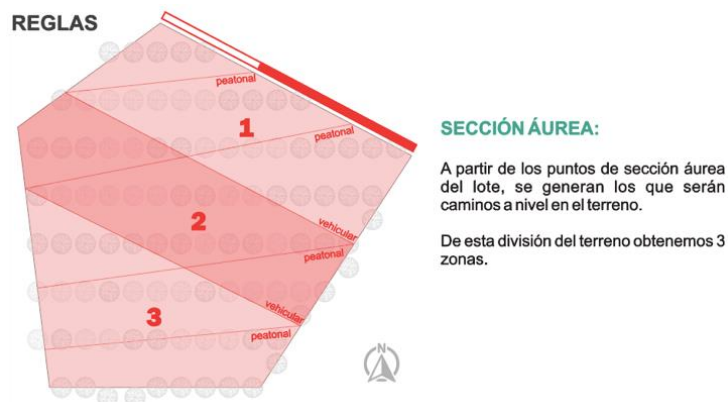 REGLAS
peatonal
1
peatonal
SECCIÓN ÁUREA:
A partir de los puntos de sección áurea
del lote, se generan los que serán
caminos a nivel en el terreno.
De esta división del terreno obtenemos 3
zonas.
2
vehicular
peatonal
3
vehicular
peatonal
N